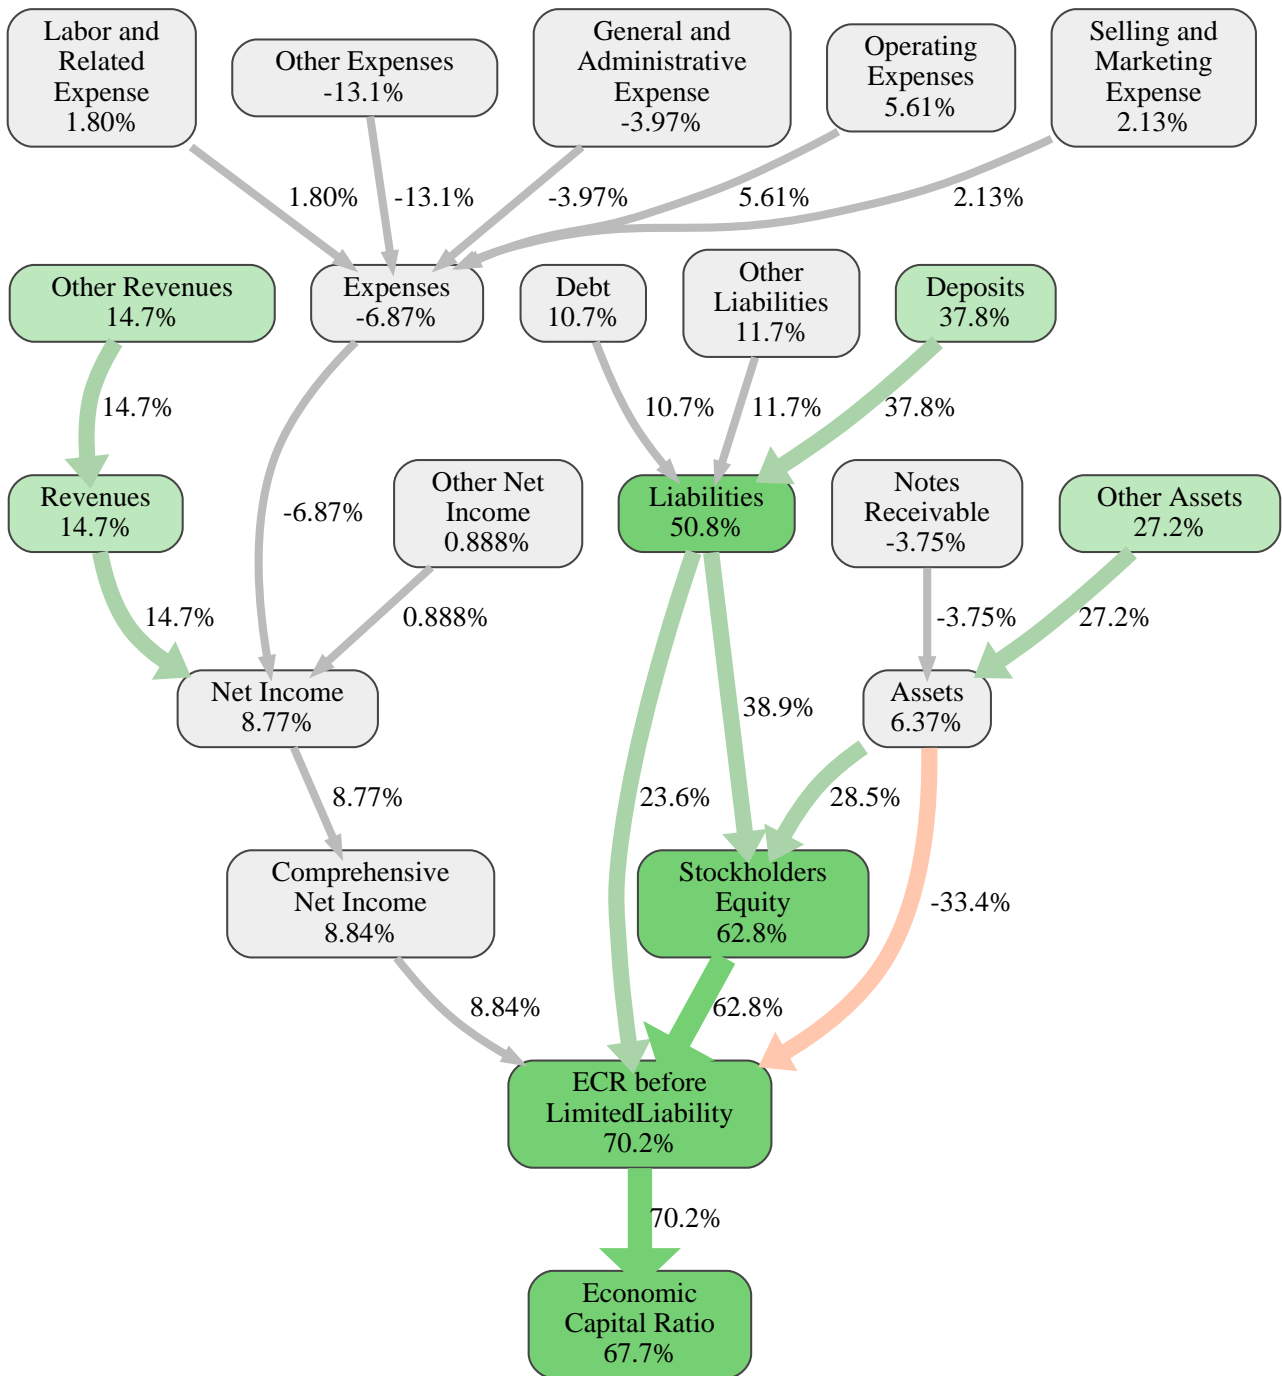 Labor and
Related
Expense
1.80%
Other Expenses
-13.1%
General and
Administrative
Expense
-3.97%
Operating
Expenses
5.61%
Selling and
Marketing
Expense
2.13%
1.80%
-13.1%
-3.97%
5.61%
2.13%
Other Revenues
14.7%
Expenses
-6.87%
Debt
10.7%
Other
Liabilities
11.7%
Deposits
37.8%
14.7%
10.7%
11.7%
37.8%
Revenues
14.7%
-6.87%
Other Net
Income
0.888%
Liabilities
50.8%
Notes
Receivable
-3.75%
Other Assets
27.2%
14.7%
0.888%
-3.75%
27.2%
Net Income
8.77%
38.9%
Assets
6.37%
8.77%
23.6%
28.5%
Comprehensive
Net Income
8.84%
Stockholders
Equity
62.8%
-33.4%
8.84%
62.8%
ECR before
LimitedLiability
70.2%
70.2%
Economic
Capital Ratio
67.7%